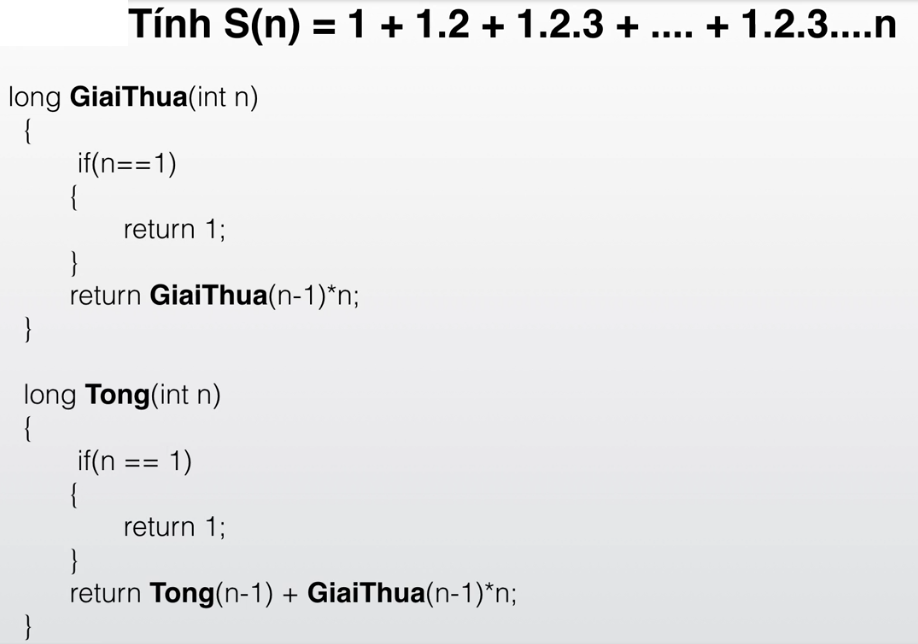 Tính S(n) = 1 + 1.2 + 1.2.3 + .... + 1.2.3....n
long GiaiThua(int n)
{
if(n==1)
{
return 1;
}
return GiaiThua(n-1)*n;
}
long Tong(int n)
{
if(n == 1)
{
return 1;
}
return Tong(n-1) + GiaiThua(n-1)*n;
}